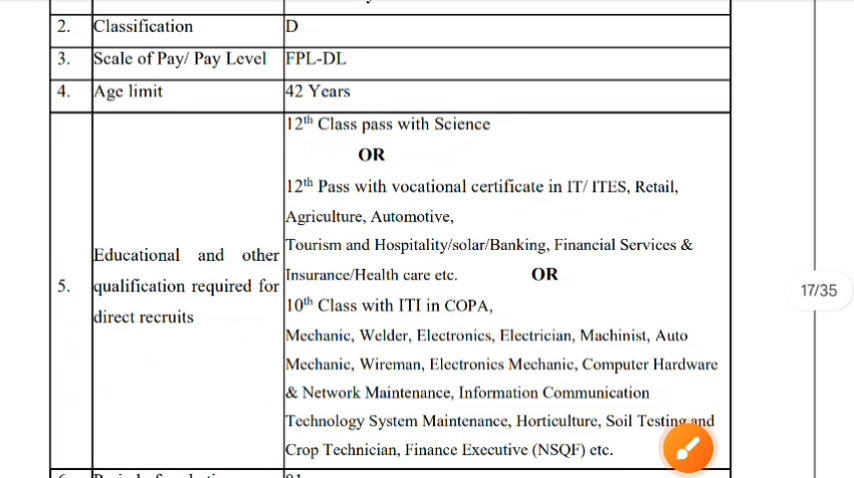 2. Classification D
3. Scale of Pay/ Pay Level FPL-DL
4. Age limit 42 Years
5. Educational and other
qualification required for
direct recruits
12th Class pass with Science
OR
12th Pass with vocational certificate in IT/ ITES, Retail,
Agriculture, Automotive,
Tourism and Hospitality/solar/Banking, Financial Services &
Insurance/Health care etc. OR
10th Class with ITI in COPA,
Mechanic, Welder, Electronics, Electrician, Machinist, Auto
Mechanic, Wireman, Electronics Mechanic, Computer Hardware
& Network Maintenance, Information Communication
Technology System Maintenance, Horticulture, Soil Testing and
Crop Technician, Finance Executive (NSQF) etc.
17/35